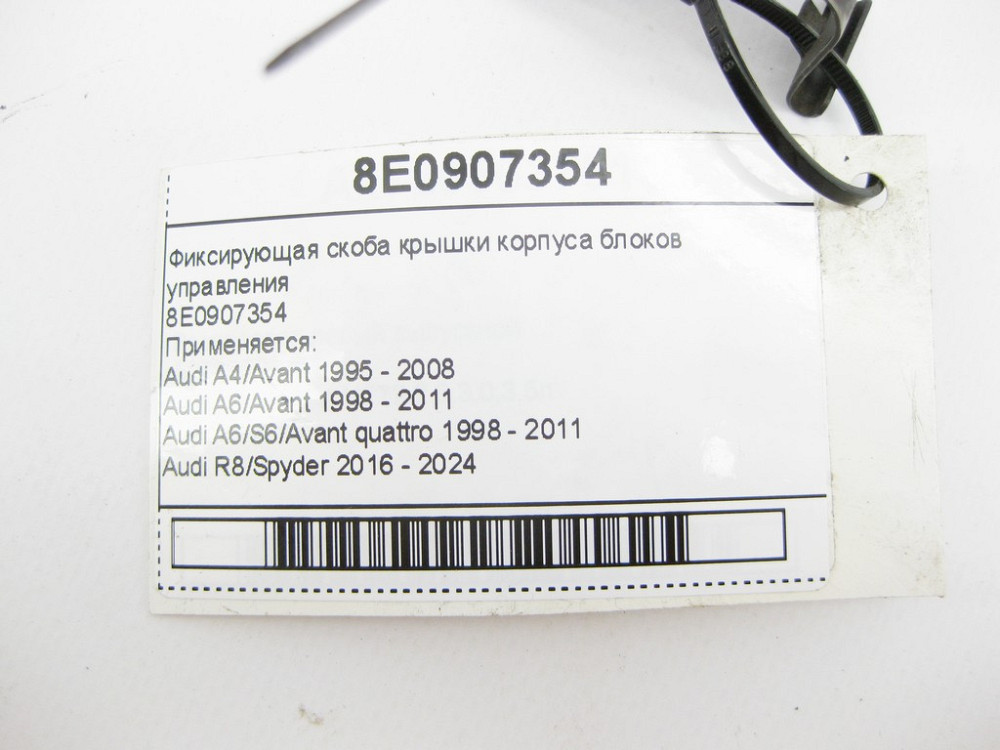 8E0907354
Фиксирующая скоба крышки корпуса блоков
управления
8E0907354
Применяется:
Audi A4/Avant 1995 - 2008
Audi A6/Avant 1998 - 2011
Audi A6/S6/Avant quattro 1998 - 2011
Audi R8/Spyder 2016 - 2024